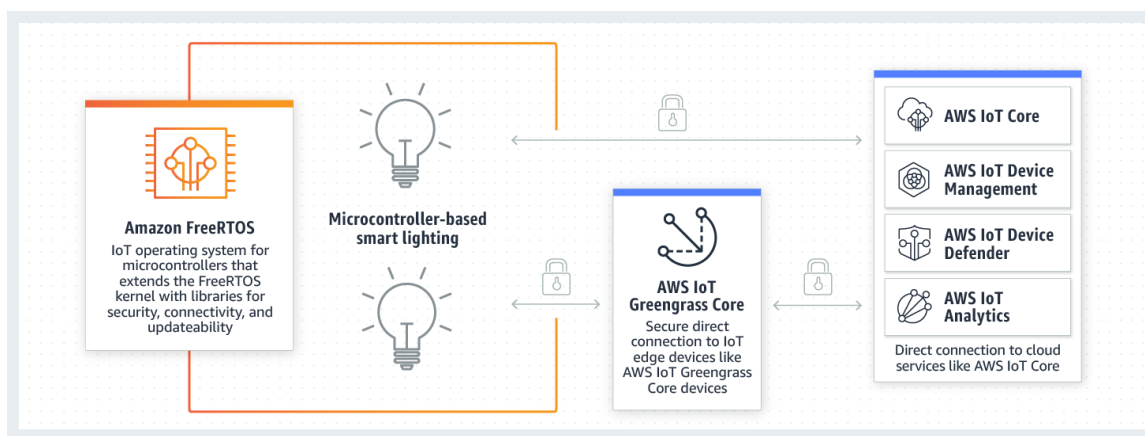 Amazon FreeRTOS
IoT operating system for
microcontrollers that
extends the FreeRTOS
kernel with libraries for
security, connectivity, and
updateability
Microcontroller-based
smart lighting
AWS IoT
Greengrass Core
Secure direct
connection to IoT
edge devices like
AWS IoT Greengrass
Core devices
AWS IoT Core
AWS IoT Device
Management
AWS IoT Device
Defender
AWS IoT
Analytics
Direct connection to cloud
services like AWS IoT Core